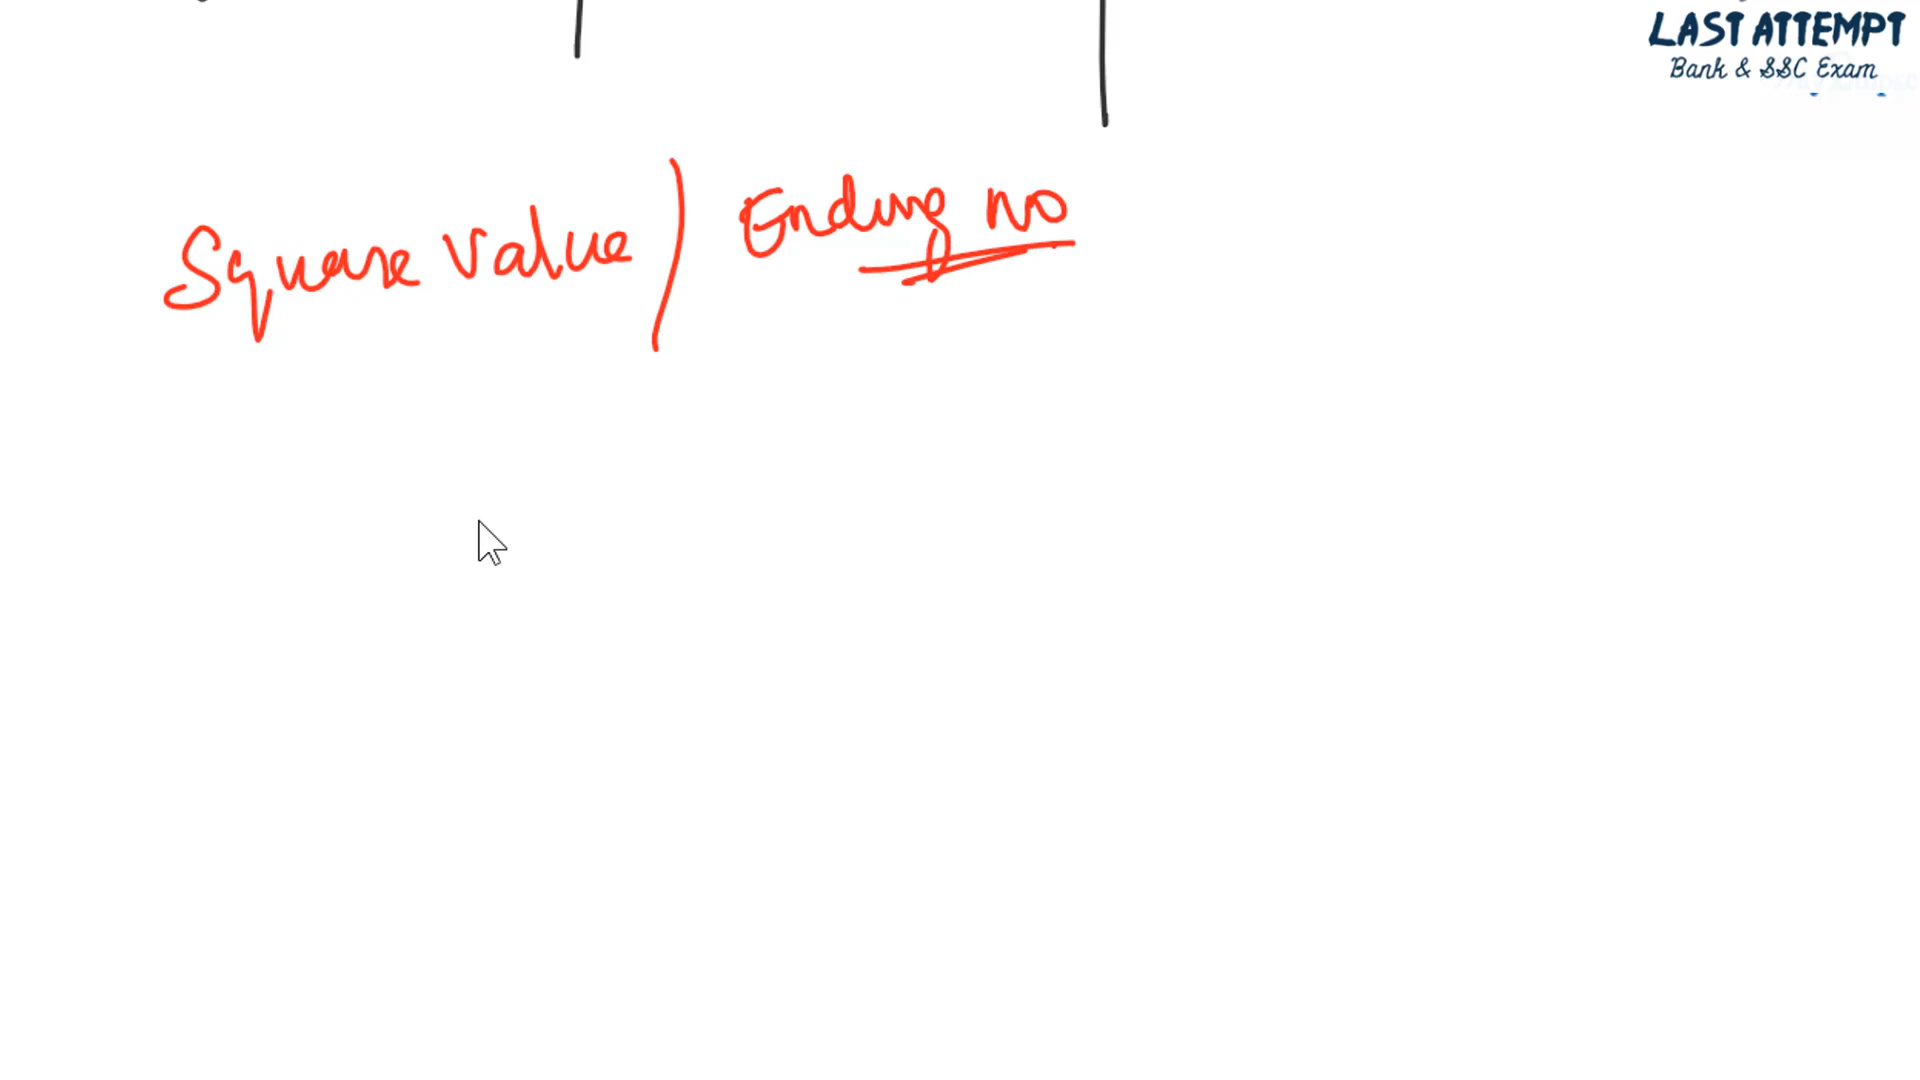 LAST ATTEMPT
Bank & SSC Exam
Square value / Ending no